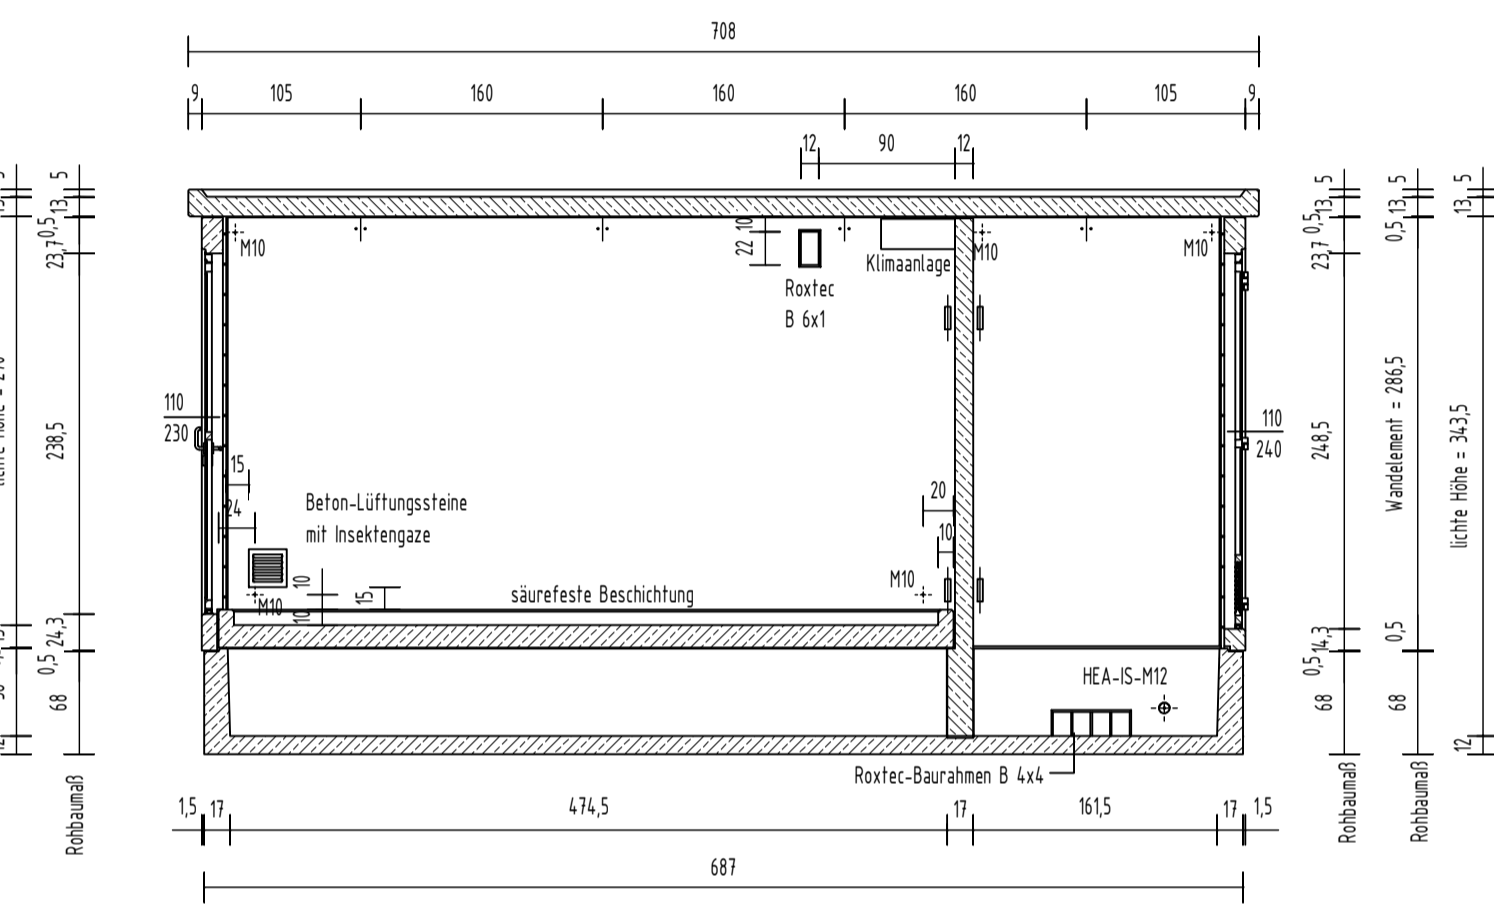 708
9 105 160 160 160 105 9
12 90 12
5
13
0,5
23,7
238,5
24,3
0,5
68
Rohbaumaß
M10
10
22
Roxtec
B 6x1
Klimaanlage
M10
M10
110
230
15
24
Beton-Lüftungssteine
mit Insektengaze
M10
10
10
15
säurefeste Beschichtung
20
10
M10
110
240
HEA-IS-M12
Roxtec-Baurahmen B 4x4
5
13
0,5
23,7
248,5
14,3
0,5
68
Rohbaumaß
5
13
0,5
Wandelement = 286,5
0,5
68
Rohbaumaß
5
13
lichte Höhe = 343,5
12
1,5 17 474,5 17 161,5 17 1,5
687